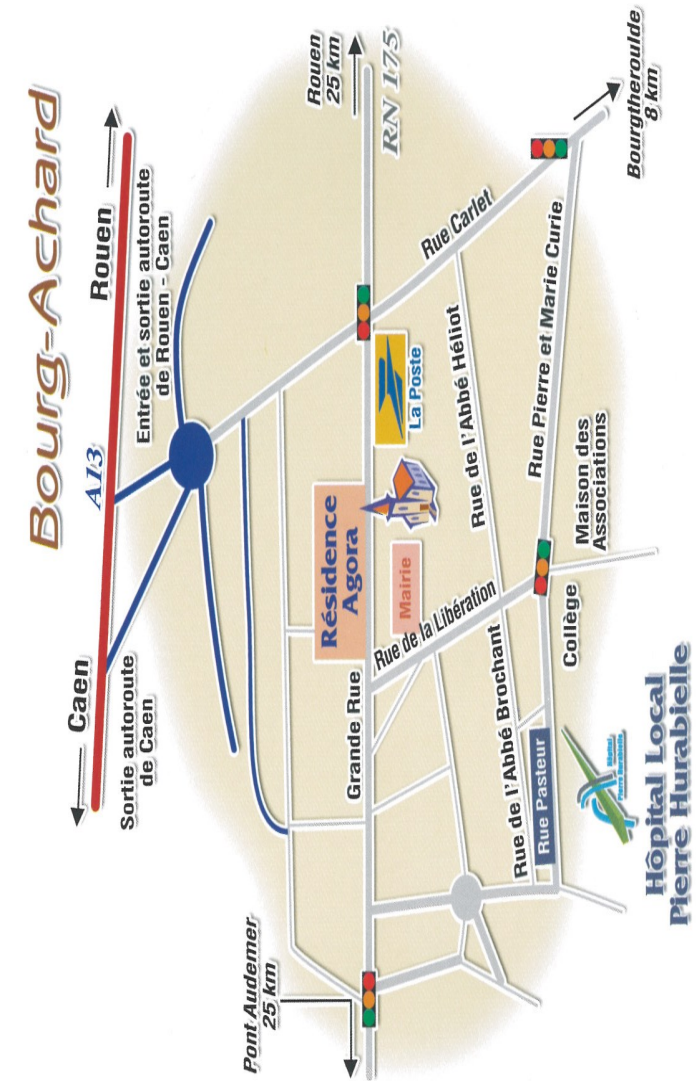 Bourg-Achard
Caen
A13
Rouen
Sortie autoroute
de Caen
Entrée et sortie autoroute
de Rouen - Caen
Pont Audemer
25 km
Rouen
25 km
RN 175
Résidence
Agora
Grande Rue
Mairie
La Poste
Rue Carlet
Rue de la Libération
Rue de l'Abbé Héliot
Rue de l'Abbé Brochant
Rue Pasteur
Rue Pierre et Marie Curie
Collège
Maison des
Associations
Bourgtheroulde
8 km
Hôpital
Pierre Hurabielle
Hôpital Local
Pierre Hurabielle